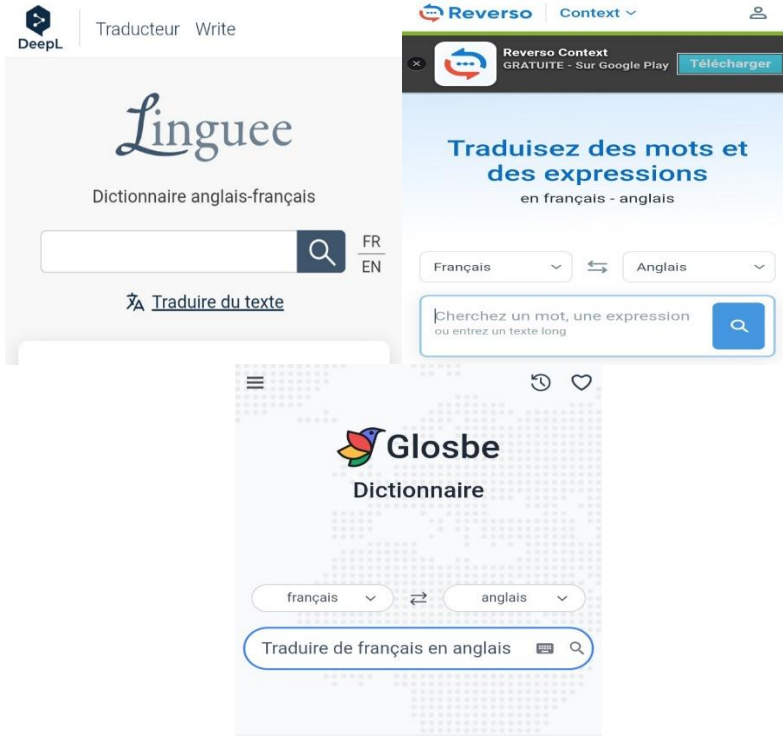 DeepL
Traducteur Write
Linguee
Dictionnaire anglais-français
FR
EN
Traduire du texte
Reverso Context
Reverso Context
GRATUITE - Sur Google Play
Télécharger
Traduisez des mots et
des expressions
en français - anglais
Français Anglais
Cherchez un mot, une expression
ou entrez un texte long
Glosbe
Dictionnaire
français anglais
Traduire de français en anglais